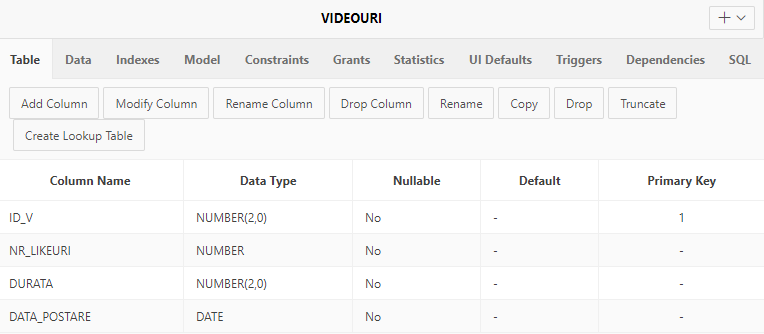 VIDEOURI
Table Data Indexes Model Constraints Grants Statistics UI Defaults Triggers Dependencies SQL
Add Column Modify Column Rename Column Drop Column Rename Copy Drop Truncate
Create Lookup Table
Column Name Data Type Nullable Default Primary Key
ID_V NUMBER(2,0) No - 1
NR_LIKEURI NUMBER No - -
DURATA NUMBER(2,0) No - -
DATA_POSTARE DATE No - -